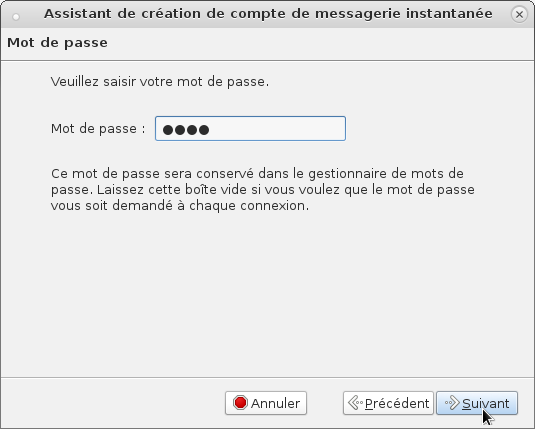 Assistant de création de compte de messagerie instantanée
Mot de passe
Veuillez saisir votre mot de passe.
Mot de passe : ●●●●
Ce mot de passe sera conservé dans le gestionnaire de mots de
passe. Laissez cette boîte vide si vous voulez que le mot de passe
vous soit demandé à chaque connexion.
Annuler
Précédent
Suivant